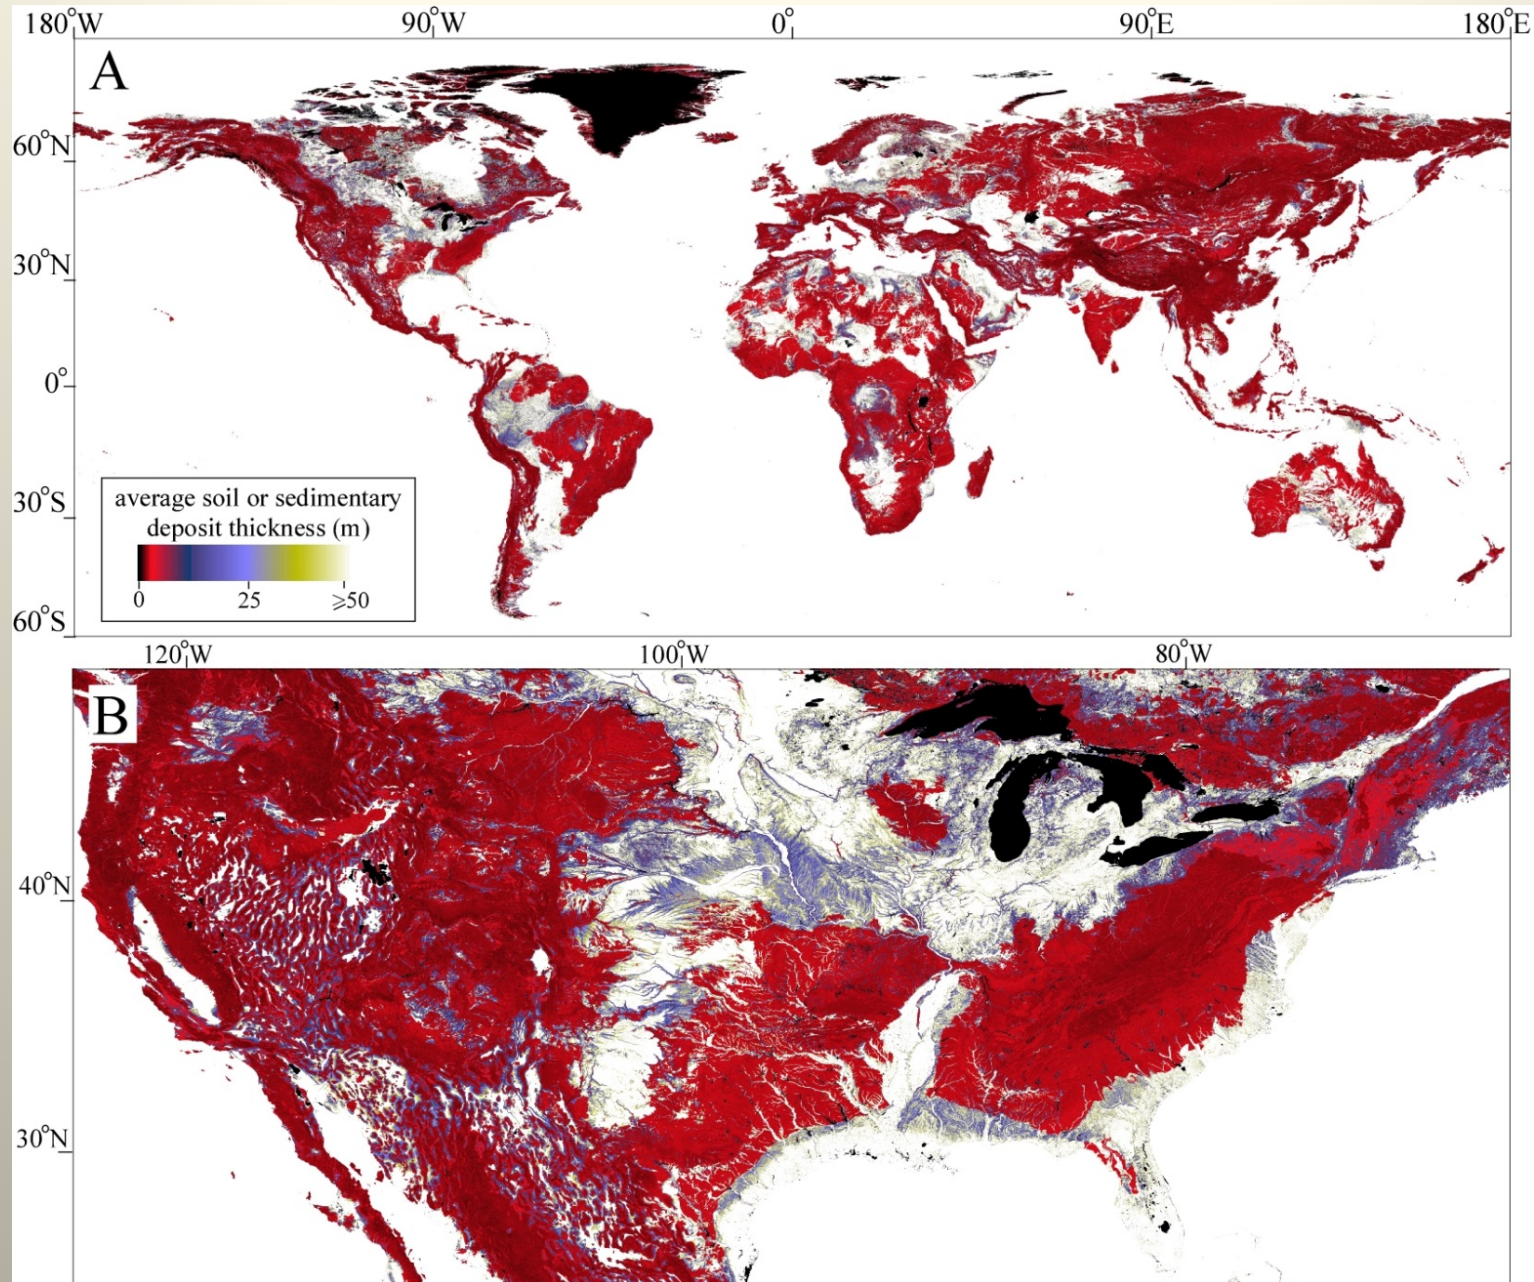 180°W 90°W 0° 90°E 180°E
A
60°N
30°N
0°
30°S
60°S
average soil or sedimentary
deposit thickness (m)
0 25 ⩾50
120°W 100°W 80°W
B
40°N
30°N